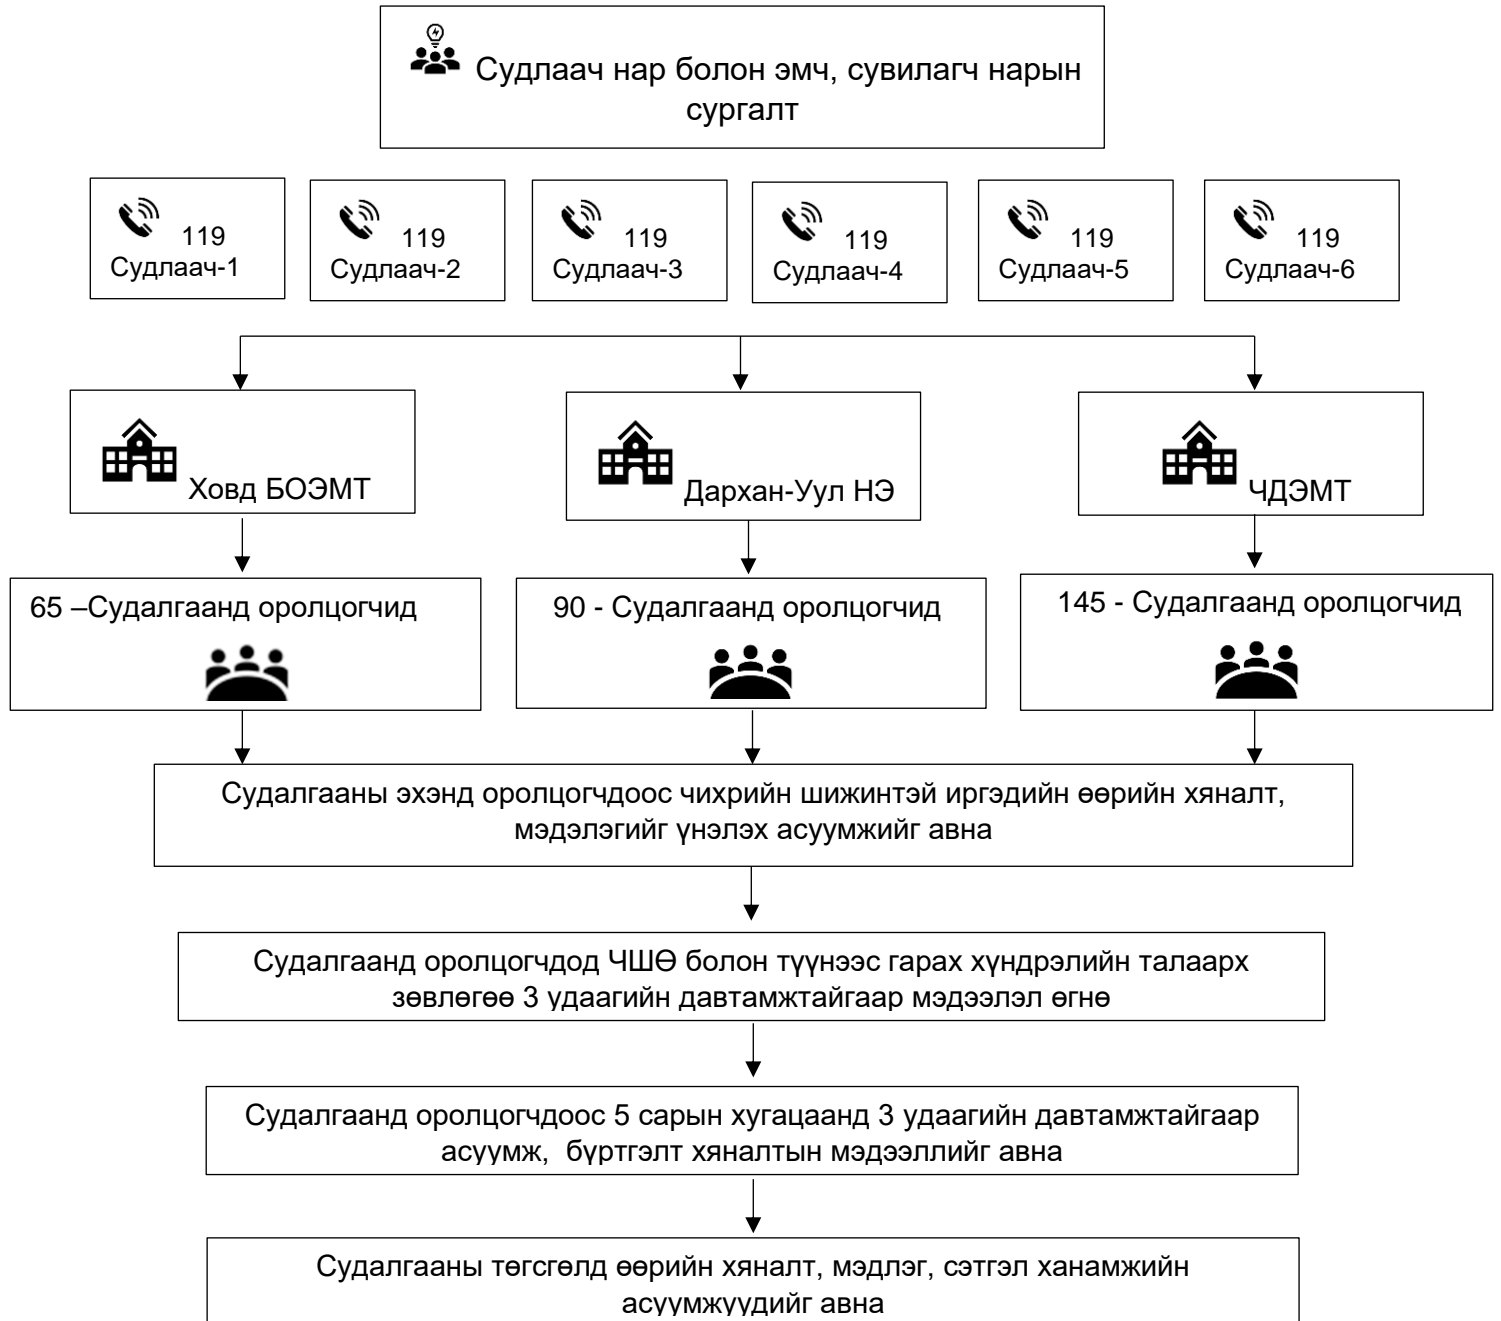 Судлаач нар болон эмч, сувилагч нарын
сургалт
119
Судлаач-1
119
Судлаач-2
119
Судлаач-3
119
Судлаач-4
119
Судлаач-5
119
Судлаач-6
Ховд БОЭМТ
Дархан-Уул НЭ
ЧДЭМТ
65 –Судалгаанд оролцогчид
90 - Судалгаанд оролцогчид
145 - Судалгаанд оролцогчид
Судалгааны эхэнд оролцогчдоос чихрийн шижинтэй иргэдийн өөрийн хяналт,
мэдэлэгийг үнэлэх асуумжийг авна
Судалгаанд оролцогчдод ЧШӨ болон түүнээс гарах хүндрэлийн талаарх
зөвлөгөө 3 удаагийн давтамжтайгаар мэдээлэл өгнө
Судалгаанд оролцогчдоос 5 сарын хугацаанд 3 удаагийн давтамжтайгаар
асуумж, бүртгэлт хяналтын мэдээллийг авна
Судалгааны төгсгөлд өөрийн хяналт, мэдлэг, сэтгэл ханамжийн
асуумжуудийг авна